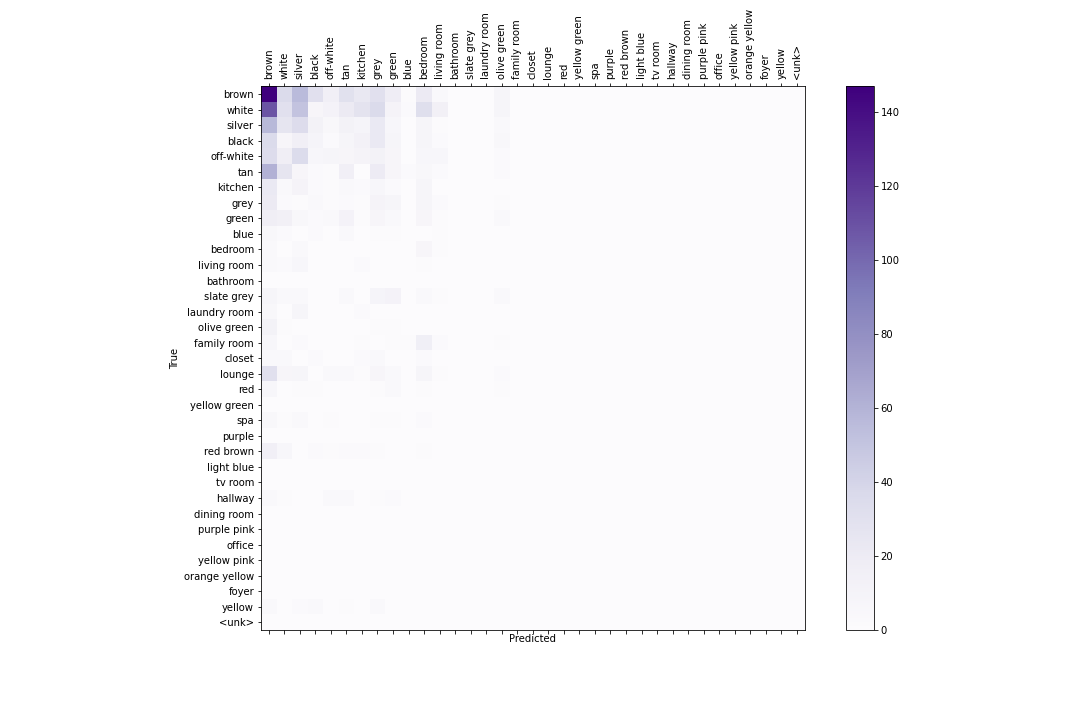 brown
white
silver
black
off-white
tan
kitchen
grey
green
blue
bedroom
living room
bathroom
slate grey
laundry room
olive green
family room
closet
lounge
red
yellow green
spa
purple
red brown
light blue
tv room
hallway
dining room
purple pink
office
yellow pink
orange yellow
foyer
yellow
<unk>
True
brown
white
silver
black
off-white
tan
kitchen
grey
green
blue
bedroom
living room
bathroom
slate grey
laundry room
olive green
family room
closet
lounge
red
yellow green
spa
purple
red brown
light blue
tv room
hallway
dining room
purple pink
office
yellow pink
orange yellow
foyer
yellow
<unk>
Predicted
140
120
100
80
60
40
20
0